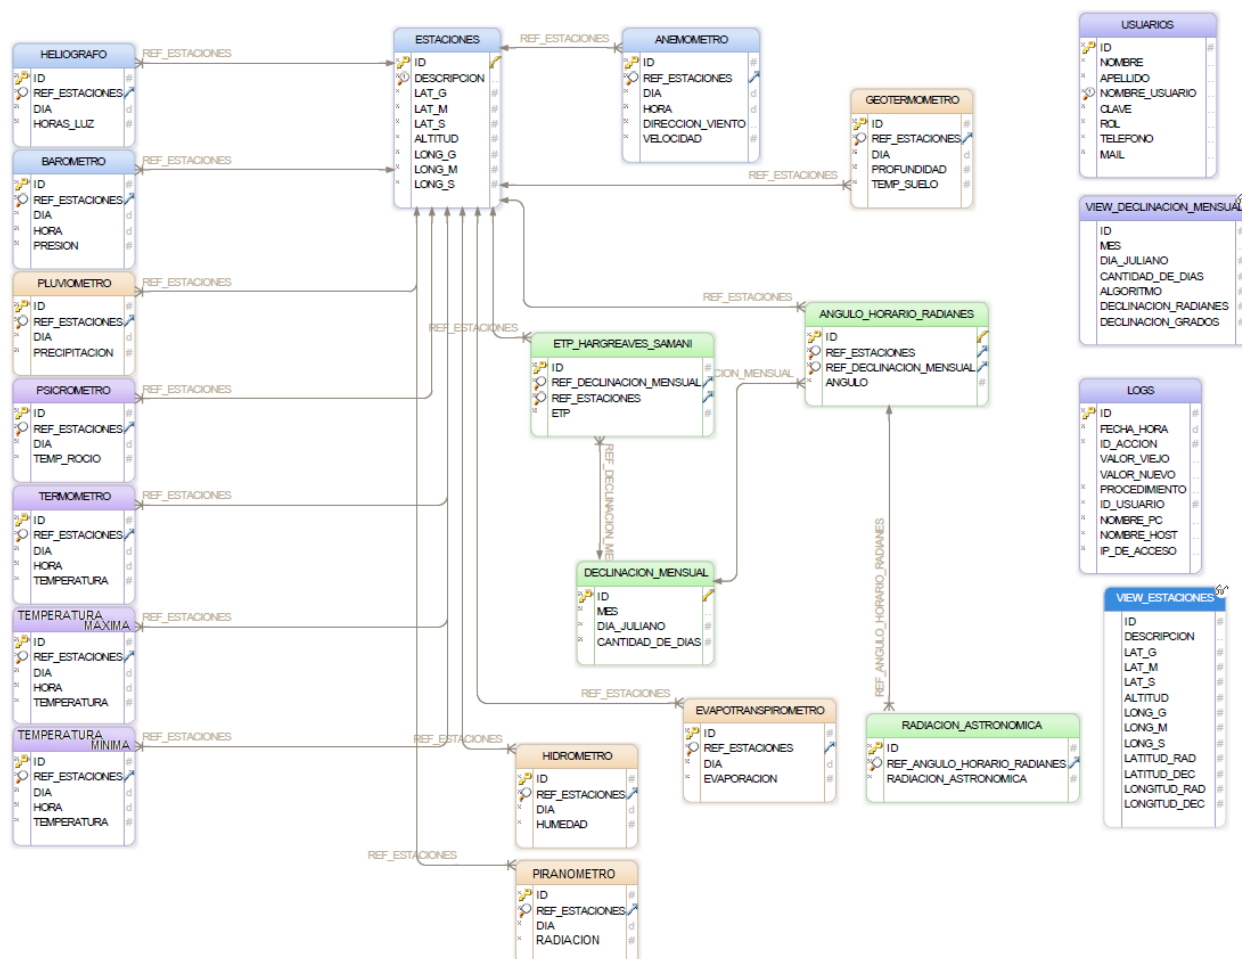 HELIOGRAFO
ID #
REF_ESTACIONES
DIA d
HORAS_LUZ #
REF_ESTACIONES
BAROMETRO
ID #
REF_ESTACIONES
DIA d
HORA d
PRESION #
REF_ESTACIONES
PLUVIOMETRO
ID #
REF_ESTACIONES
DIA d
PRECIPITACION #
REF_ESTACIONES
PSICROMETRO
ID #
REF_ESTACIONES
DIA d
TEMP_ROCIO #
REF_ESTACIONES
TERMOMETRO
ID #
REF_ESTACIONES
DIA d
HORA d
TEMPERATURA #
REF_ESTACIONES
TEMPERATURA
MAXIMA
ID #
REF_ESTACIONES
DIA d
HORA d
TEMPERATURA #
REF_ESTACIONES
TEMPERATURA
MINIMA
ID #
REF_ESTACIONES
DIA d
HORA d
TEMPERATURA #
REF_ESTACIONES
ESTACIONES
ID
DESCRIPCION
LAT_G #
LAT_M #
LAT_S #
ALTITUD #
LONG_G #
LONG_M #
LONG_S #
REF_ESTACIONES
ANEMOMETRO
ID #
REF_ESTACIONES
DIA d
HORA d
DIRECCION_VIENTO
VELOCIDAD #
GEOTERMOMETRO
ID #
REF_ESTACIONES
DIA d
PROFUNDIDAD #
TEMP_SUELO #
REF_ESTACIONES
REF_ESTACIONES
ANGULO_HORARIO_RADIANES
ID
REF_ESTACIONES
REF_DECLINACION_MENSUAL
ANGULO #
CION_MENSUAL
REF_ESTACIONES
ETP_HARGREAVES_SAMANI
ID #
REF_DECLINACION_MENSUAL
REF_ESTACIONES
ETP #
REF_DECLINACION_ME
DECLINACION_MENSUAL
ID
MES
DIA_JULIANO #
CANTIDAD_DE_DIAS #
REF_ANGULO_HORARIO_RADIANES
RADIACION_ASTRONOMICA
ID #
REF_ANGULO_HORARIO_RADIANES
RADIACION_ASTRONOMICA #
REF_ESTACIONES
EVAPOTRANSPIROMETRO
ID #
REF_ESTACIONES
DIA d
EVAPORACION #
REF_ESTACIONES
HIDROMETRO
ID #
REF_ESTACIONES
DIA d
HUMEDAD #
REF_ESTACIONES
PIRANOMETRO
ID #
REF_ESTACIONES
DIA d
RADIACION #
USUARIOS
ID #
NOMBRE
APELLIDO
NOMBRE_USUARIO
CLAVE
ROL
TELEFONO
MAIL
VIEW_DECLINACION_MENSUAL
ID #
MES
DIA_JULIANO #
CANTIDAD_DE_DIAS #
ALGORITMO #
DECLINACION_RADIANES #
DECLINACION_GRADOS #
LOGS
ID #
FECHA_HORA d
ID_ACCION #
VALOR_VIEJO
VALOR_NUEVO
PROCEDIMIENTO
ID_USUARIO #
NOMBRE_PC
NOMBRE_HOST
IP_DE_ACCESO
VIEW_ESTACIONES
ID #
DESCRIPCION
LAT_G #
LAT_M #
LAT_S #
ALTITUD #
LONG_G #
LONG_M #
LONG_S #
LATITUD_RAD #
LATITUD_DEC #
LONGITUD_RAD #
LONGITUD_DEC #